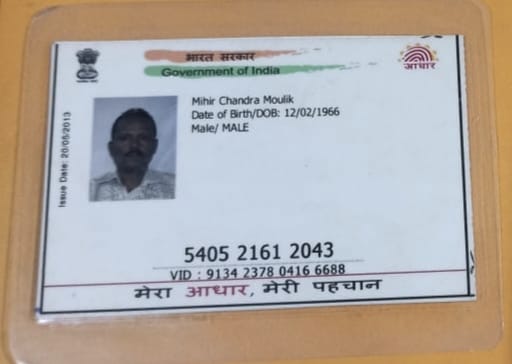 भारत सरकार
Government of India
आधार
Mihir Chandra Moulik
Date of Birth/DOB: 12/02/1966
Male/ MALE
Issue Date: 20/05/2013
5405 2161 2043
VID : 9134 2378 0416 6688
मेरा आधार, मेरी पहचान